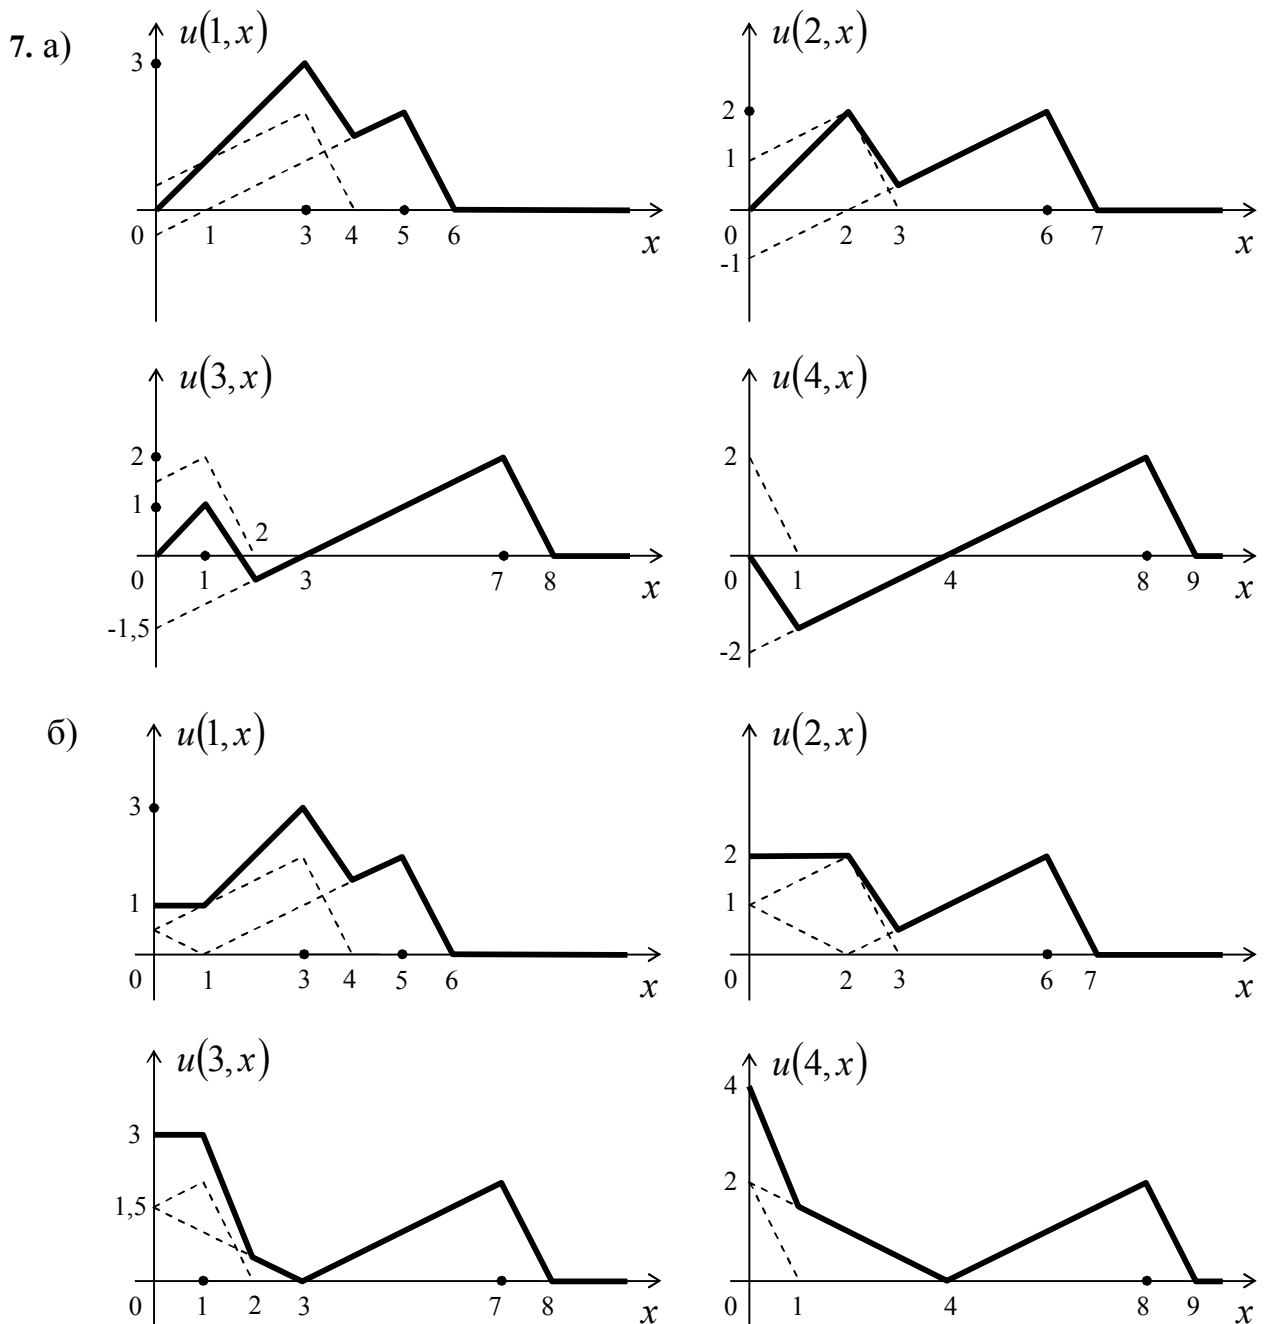 7. а)
u(1, x)
3
0 1 3 4 5 6 x
u(2, x)
2
1
0 2 3 6 7 x
-1
u(3, x)
2
1
2
0 1 3 7 8 x
-1,5
u(4, x)
2
0 1 4 8 9 x
-2
б)
u(1, x)
3
1
0 1 3 4 5 6 x
u(2, x)
2
1
0 2 3 6 7 x
u(3, x)
3
1,5
0 1 2 3 7 8 x
u(4, x)
4
2
0 1 4 8 9 x